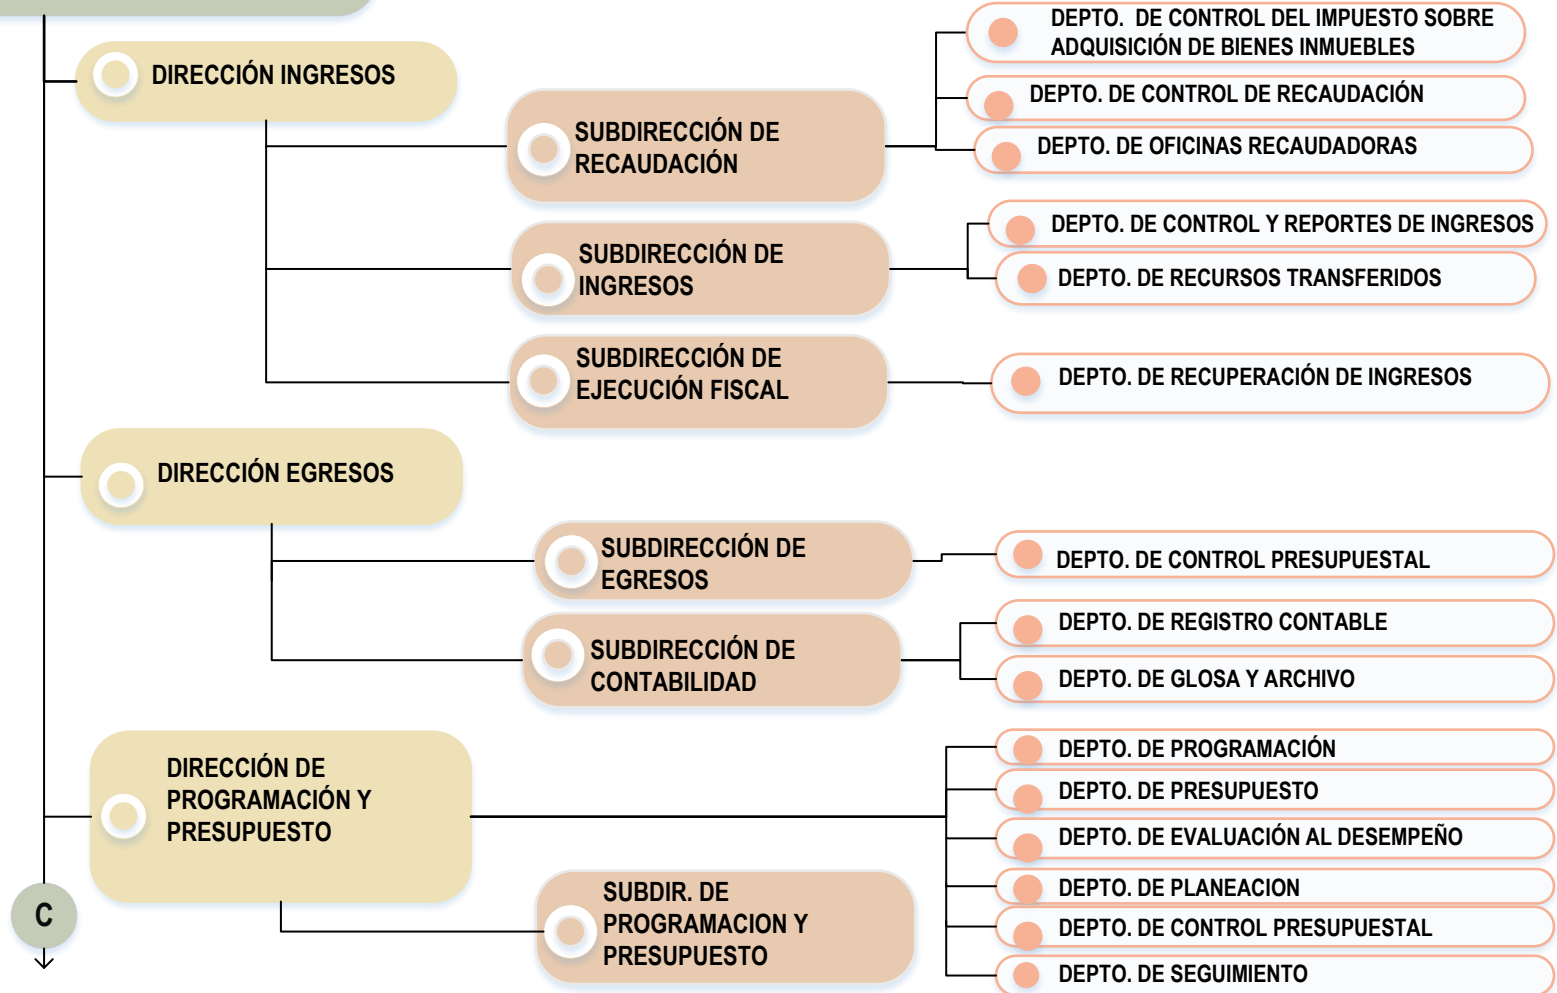 DIRECCIÓN INGRESOS
SUBDIRECCIÓN DE
RECAUDACIÓN
DEPTO. DE CONTROL DEL IMPUESTO SOBRE
ADQUISICIÓN DE BIENES INMUEBLES
DEPTO. DE CONTROL DE RECAUDACIÓN
DEPTO. DE OFICINAS RECAUDADORAS
SUBDIRECCIÓN DE
INGRESOS
DEPTO. DE CONTROL Y REPORTES DE INGRESOS
DEPTO. DE RECURSOS TRANSFERIDOS
SUBDIRECCIÓN DE
EJECUCIÓN FISCAL
DEPTO. DE RECUPERACIÓN DE INGRESOS
DIRECCIÓN EGRESOS
SUBDIRECCIÓN DE
EGRESOS
DEPTO. DE CONTROL PRESUPUESTAL
SUBDIRECCIÓN DE
CONTABILIDAD
DEPTO. DE REGISTRO CONTABLE
DEPTO. DE GLOSA Y ARCHIVO
DIRECCIÓN DE
PROGRAMACIÓN Y
PRESUPUESTO
DEPTO. DE PROGRAMACIÓN
DEPTO. DE PRESUPUESTO
DEPTO. DE EVALUACIÓN AL DESEMPEÑO
DEPTO. DE PLANEACION
DEPTO. DE CONTROL PRESUPUESTAL
DEPTO. DE SEGUIMIENTO
SUBDIR. DE
PROGRAMACION Y
PRESUPUESTO
C